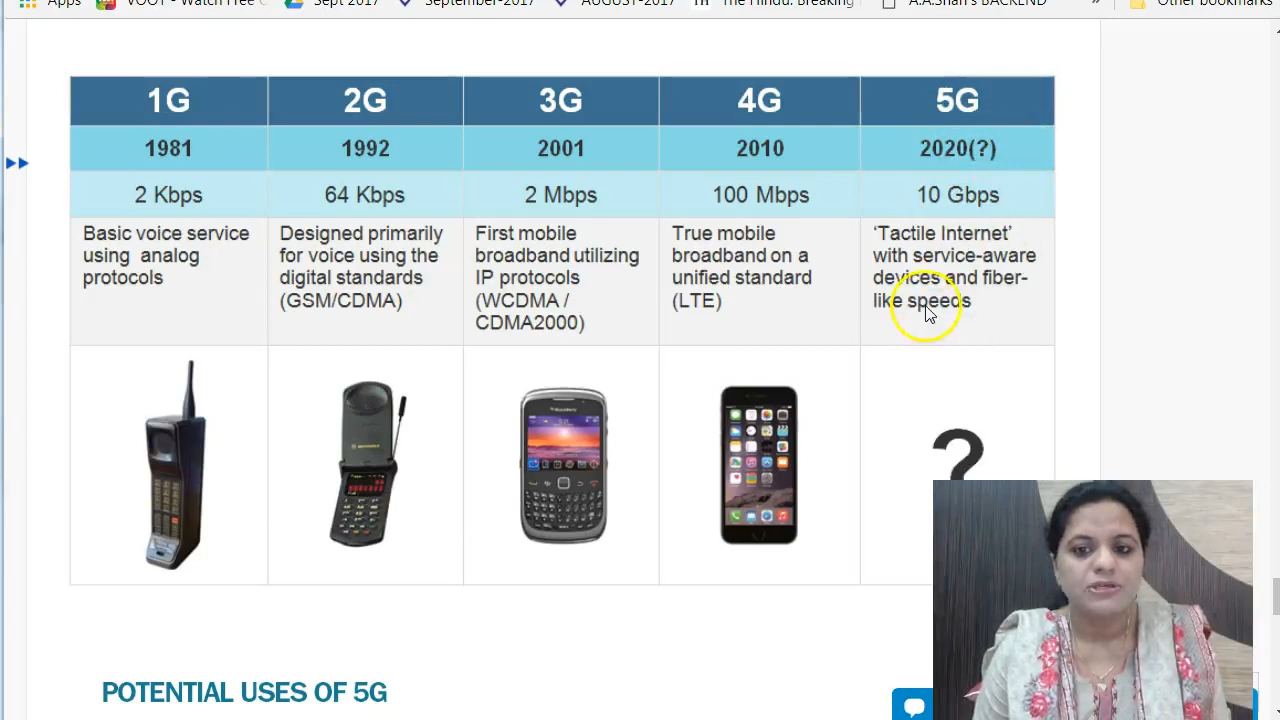 Apps VOOT - Watch Free Sept 2017 September-2017 AUGUST-2017 TH The Hindu: Breaking A.A.Shah's BACKEND » Other bookmarks
1G 2G 3G 4G 5G
1981 1992 2001 2010 2020(?)
2 Kbps 64 Kbps 2 Mbps 100 Mbps 10 Gbps
Basic voice service
using analog
protocols
Designed primarily
for voice using the
digital standards
(GSM/CDMA)
First mobile
broadband utilizing
IP protocols
(WCDMA /
CDMA2000)
True mobile
broadband on a
unified standard
(LTE)
‘Tactile Internet’
with service-aware
devices and fiber-
like speeds
?
POTENTIAL USES OF 5G